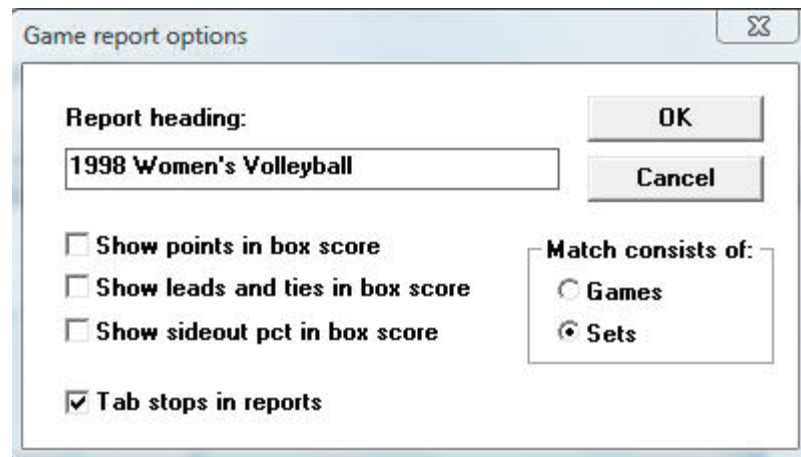 Game report options
Report heading:
OK
1998 Women's Volleyball
Cancel
Show points in box score
Match consists of:
Show leads and ties in box score
Games
Show sideout pct in box score
Sets
Tab stops in reports